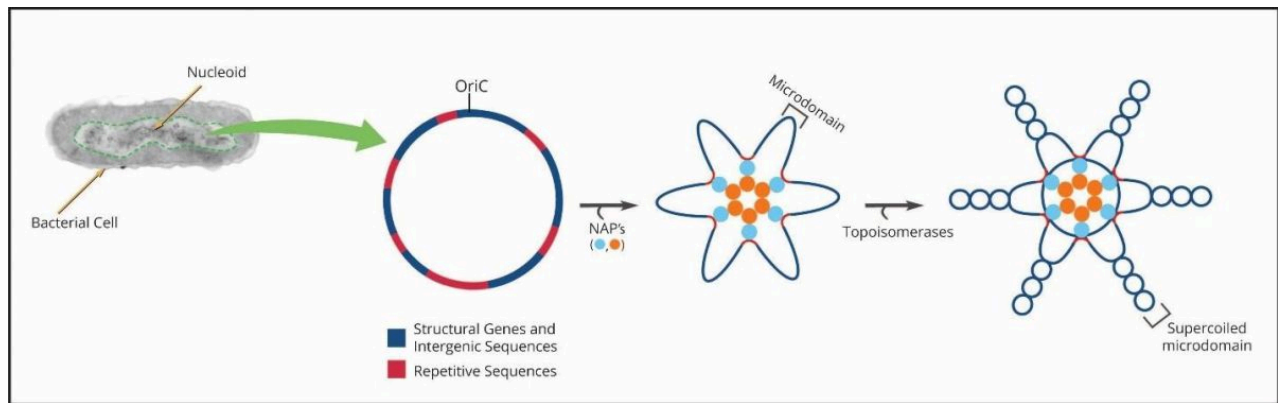 Nucleoid
Bacterial Cell
OriC
Structural Genes and
Intergenic Sequences
Repetitive Sequences
NAP's
(,)
Microdomain
Topoisomerases
Supercoiled
microdomain